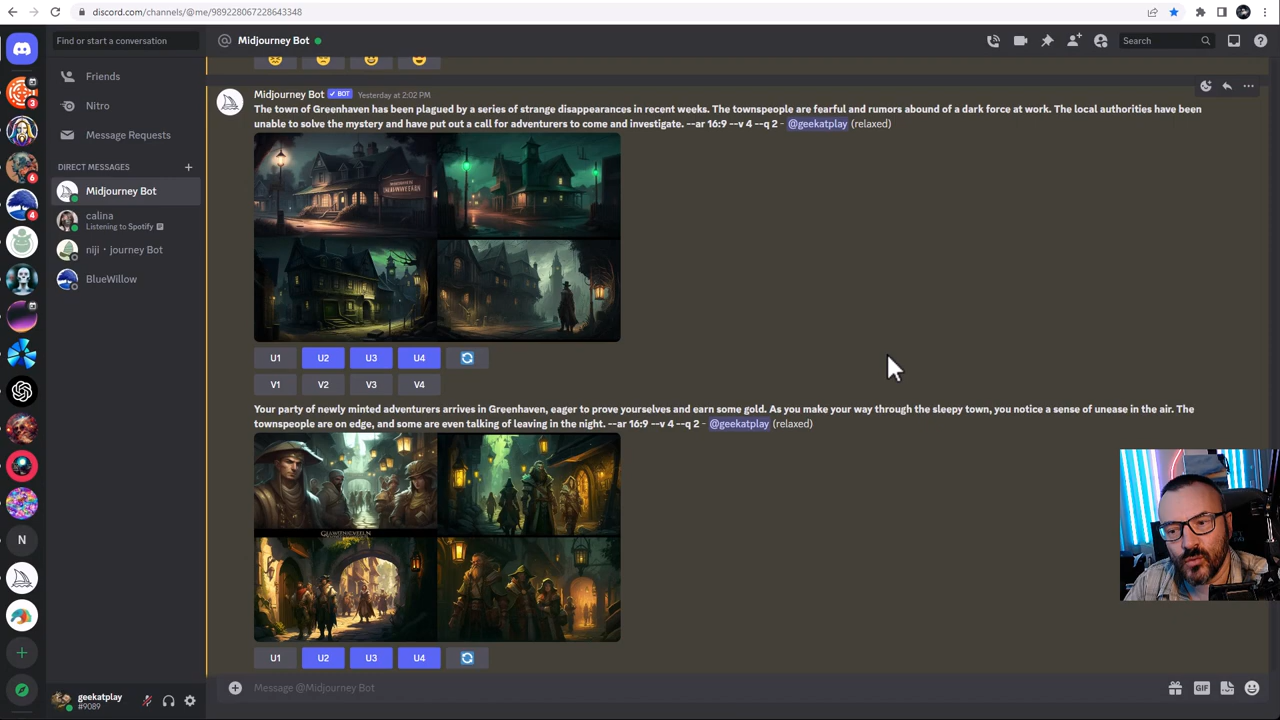 discord.com/channels/@me/989228067228643348
Find or start a conversation
Midjourney Bot
Search
Friends
Nitro
Message Requests
DIRECT MESSAGES
Midjourney Bot
calina
Listening to Spotify
niji・journey Bot
BlueWillow
3
6
4
N
Midjourney Bot BOT Yesterday at 2:02 PM
The town of Greenhaven has been plagued by a series of strange disappearances in recent weeks. The townspeople are fearful and rumors abound of a dark force at work. The local authorities have been
unable to solve the mystery and have put out a call for adventurers to come and investigate. --ar 16:9 --v 4 --q 2 - @geekatplay (relaxed)
U1 U2 U3 U4
V1 V2 V3 V4
Your party of newly minted adventurers arrives in Greenhaven, eager to prove yourselves and earn some gold. As you make your way through the sleepy town, you notice a sense of unease in the air. The
townspeople are on edge, and some are even talking of leaving in the night. --ar 16:9 --v 4 --q 2 - @geekatplay (relaxed)
U1 U2 U3 U4
geekatplay
#9089
Message @Midjourney Bot
GIF